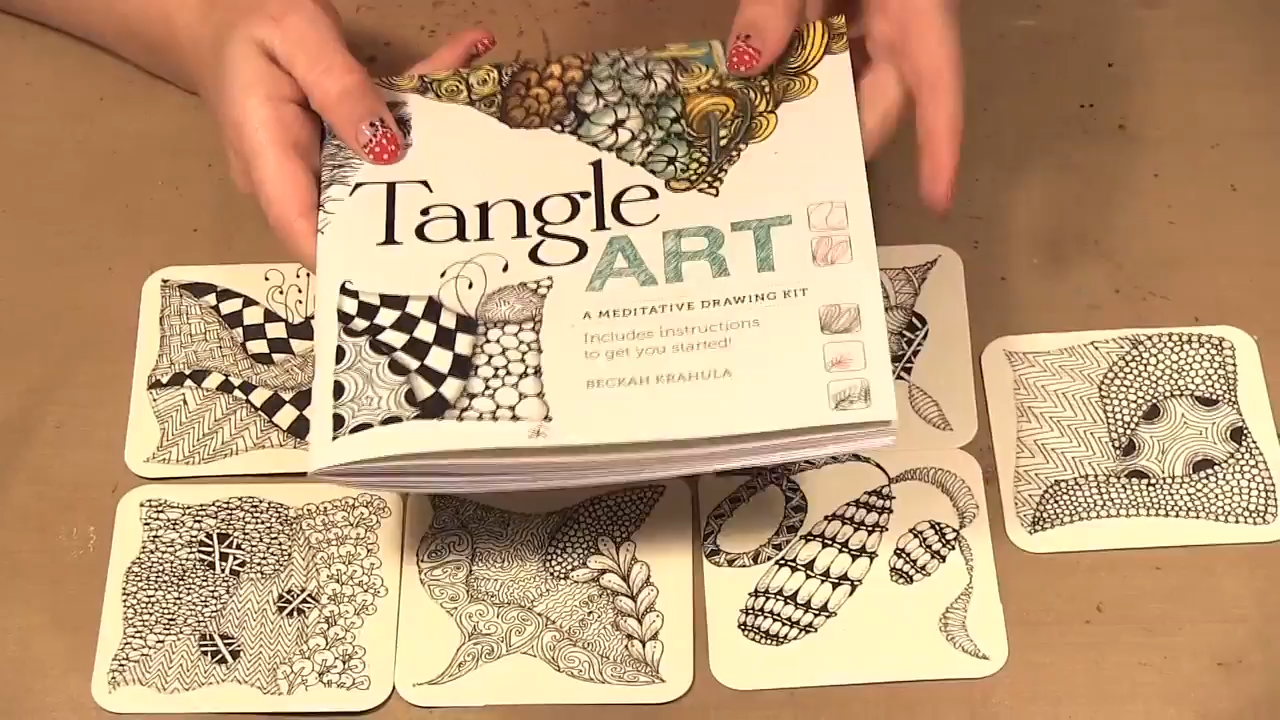 Tangle
ART
A MEDITATIVE DRAWING KIT
Includes instructions
to get you started!
BECKAH KRAHULA